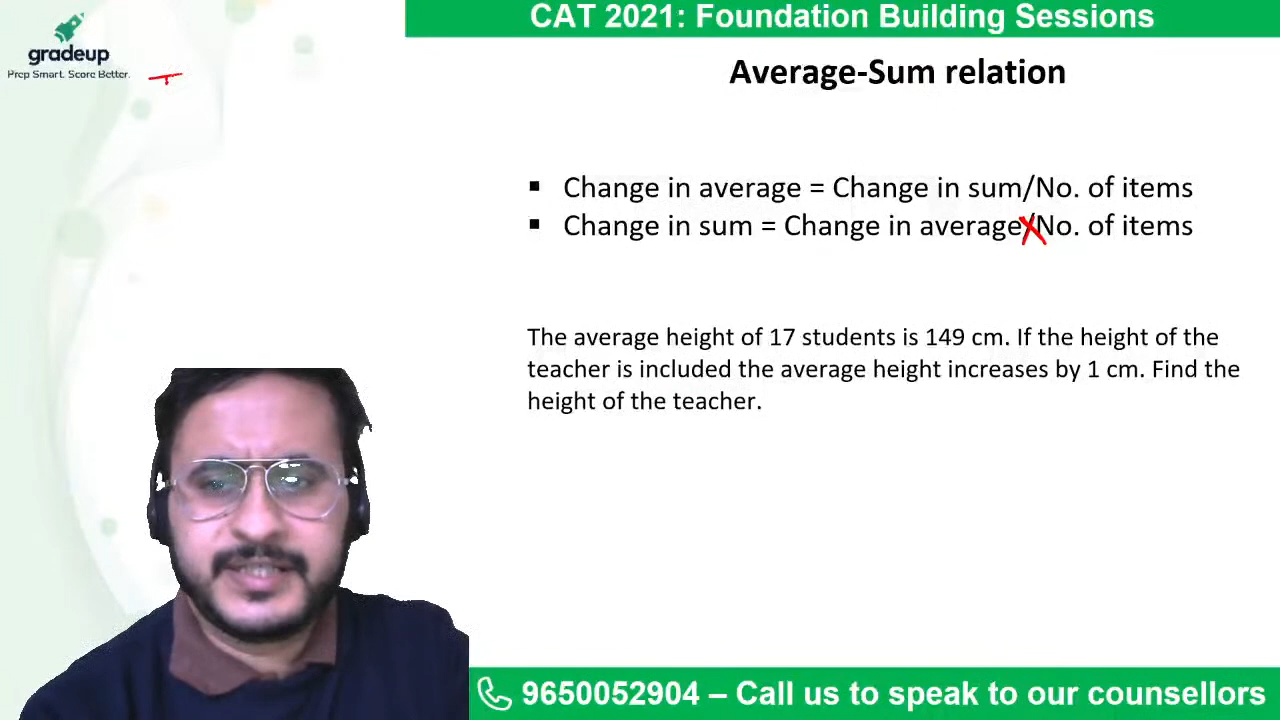 CAT 2021: Foundation Building Sessions
gradeup
Prep Smart. Score Better.
Average-Sum relation
▪ Change in average = Change in sum/No. of items
▪ Change in sum = Change in average/No. of items
The average height of 17 students is 149 cm. If the height of the
teacher is included the average height increases by 1 cm. Find the
height of the teacher.
9650052904 – Call us to speak to our counsellors